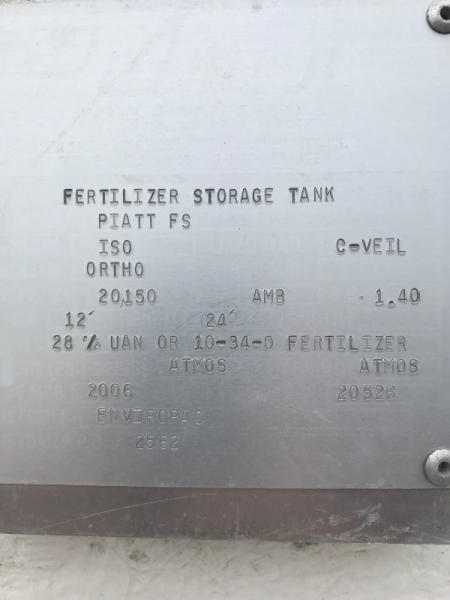 FERTILIZER STORAGE TANK
PIATT FS
ISO C-VEIL
ORTHO
20,150 AMB 1.40
12´ 24´
28 % UAN OR 10-34-0 FERTILIZER
ATMOS ATMOS
2006 20526
ENVIROPAC
2582